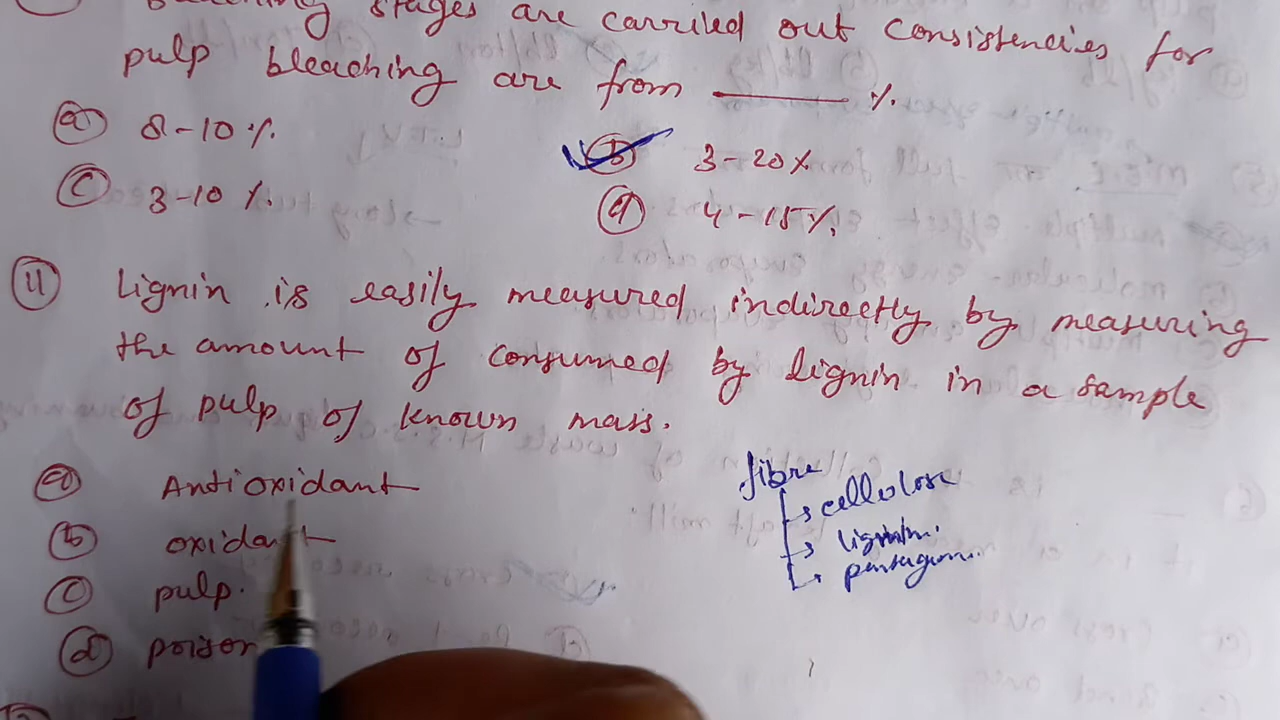 stages are carried out consistencies for
pulp bleaching are from ______ %.
(a) 8-10%.
(b) 3-20%
(c) 3-10%.
(d) 4-15%.
(11) Lignin is easily measured indirectly by measuring
the amount of consumed by lignin in a sample
of pulp of known mass.
(a) Antioxidant
(b) oxidant
(c) pulp.
(d) poison
fibre
cellulose